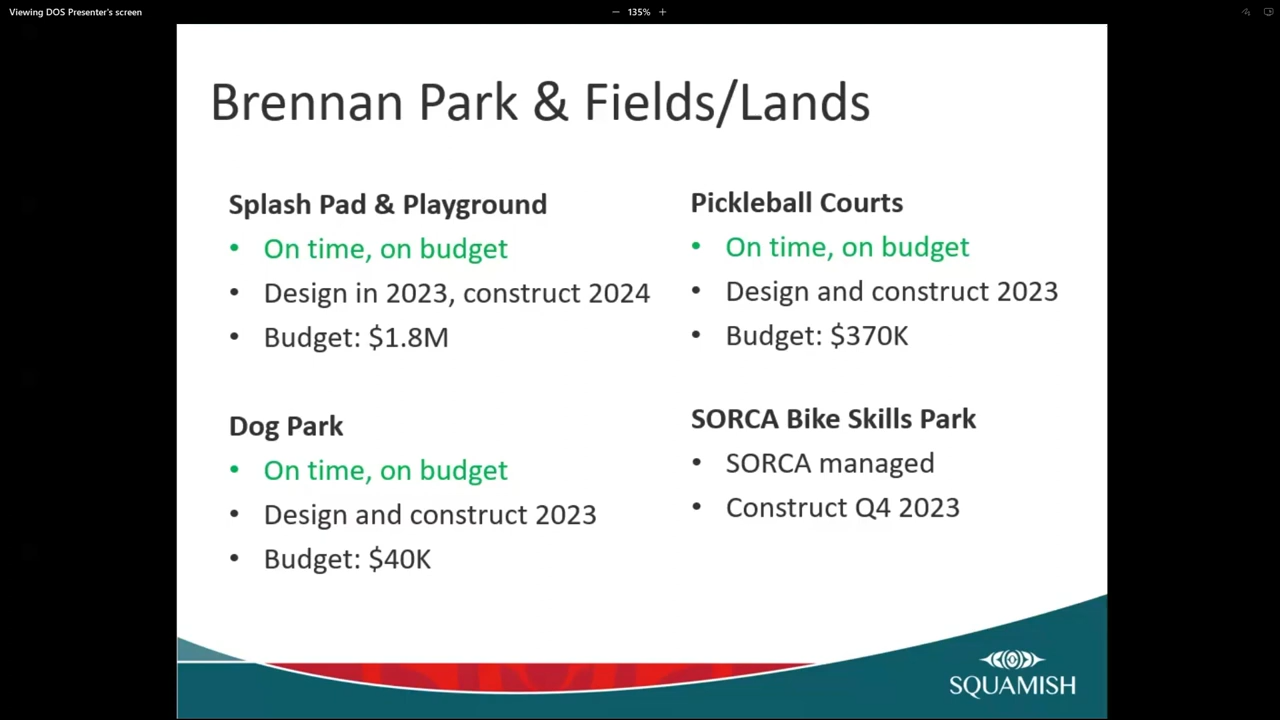 Viewing DOS Presenter's screen
− 135% +
Brennan Park & Fields/Lands
Splash Pad & Playground
• On time, on budget
• Design in 2023, construct 2024
• Budget: $1.8M
Dog Park
• On time, on budget
• Design and construct 2023
• Budget: $40K
Pickleball Courts
• On time, on budget
• Design and construct 2023
• Budget: $370K
SORCA Bike Skills Park
• SORCA managed
• Construct Q4 2023
SQUAMISH